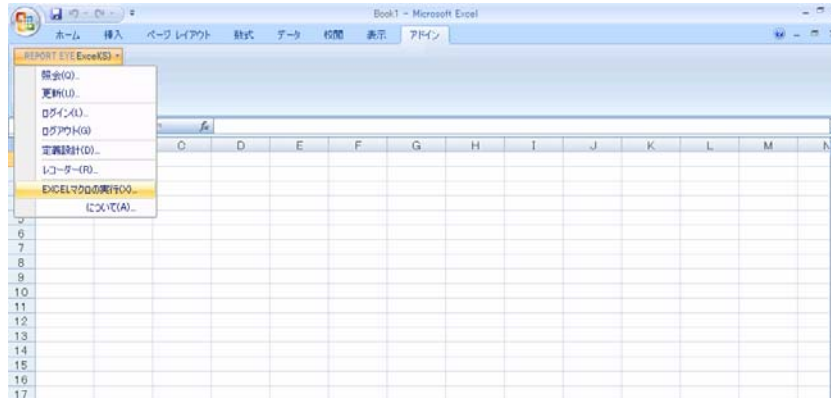 Book1 - Microsoft Excel
ホーム 挿入 ページ レイアウト 数式 データ 校閲 表示 アドイン
REPORT EYE Excel(S)
照会(Q)...
更新(U)...
ログイン(L)...
ログアウト(G)
定義設計(D)...
レコーダー(R)...
EXCELマクロの実行(X)...
について(A)...
fx
C D E F G H I J K L M N
5
6
7
8
9
10
11
12
13
14
15
16
17